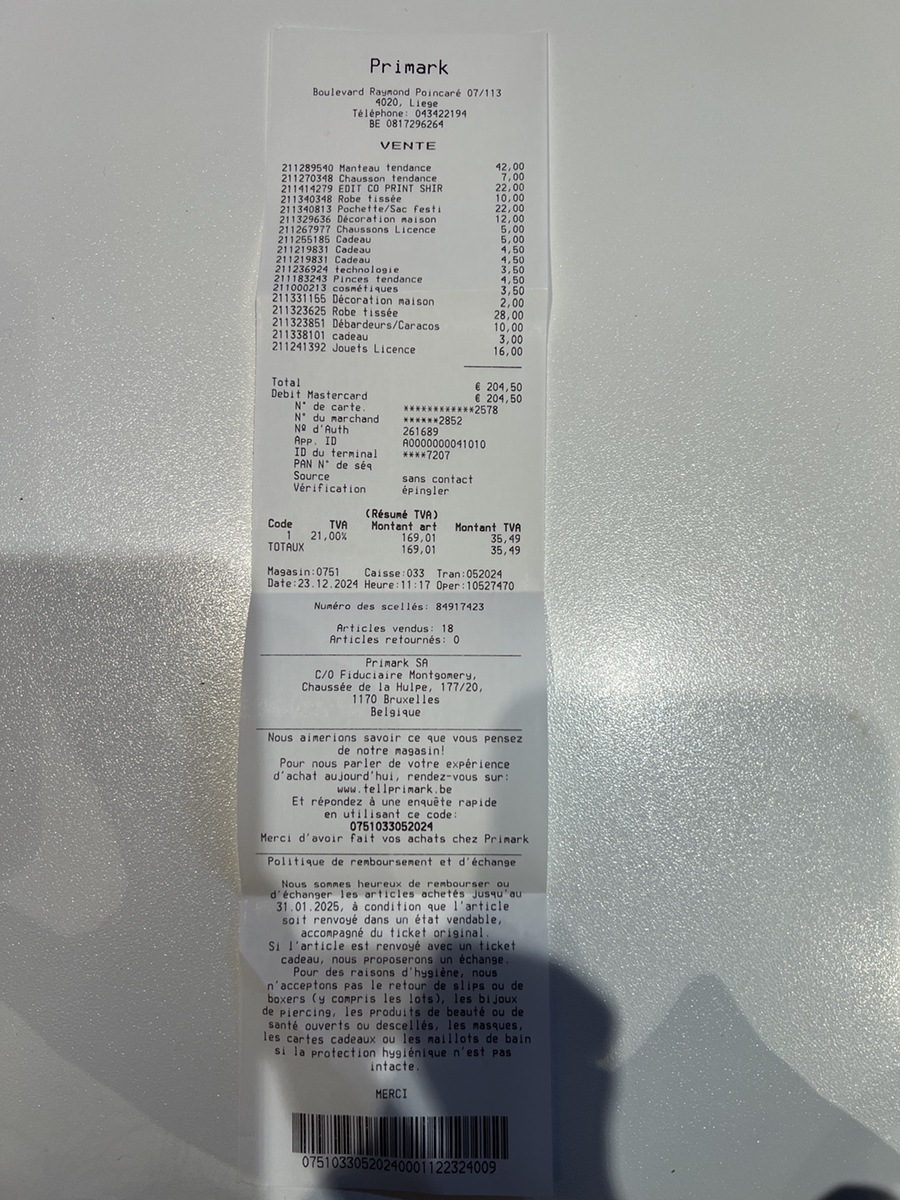 Primark
Boulevard Raymond Poincaré 07/113
4020, Liege
Téléphone: 043422194
BE 0817296264
VENTE
211289540 Manteau tendance 42,00
211270348 Chausson tendance 7,00
211414279 EDIT CO PRINT SHIR 22,00
211340348 Robe tissée 10,00
211340813 Pochette/Sac festi 22,00
211329636 Décoration maison 12,00
211267977 Chaussons Licence 5,00
211255185 Cadeau 5,00
211219831 Cadeau 4,50
211219831 Cadeau 4,50
211236924 technologie 3,50
211183243 Pinces tendance 4,50
211000213 cosmétiques 3,50
211331155 Décoration maison 2,00
211323625 Robe tissée 28,00
211323851 Débardeurs/Caracos 10,00
211338101 cadeau 3,00
211241392 Jouets Licence 16,00
Total € 204,50
Debit Mastercard € 204,50
N° de carte. ************2578
N° du marchand ******2852
Nº d'Auth 261689
App. ID A0000000041010
ID du terminal ****7207
PAN N° de séq
Source sans contact
Vérification épingler
(Résumé TVA)
Code TVA Montant art Montant TVA
1 21,00% 169,01 35,49
TOTAUX 169,01 35,49
Magasin:0751 Caisse:033 Tran:052024
Date:23.12.2024 Heure:11:17 Oper:10527470
Numéro des scellés: 84917423
Articles vendus: 18
Articles retournés: 0
Primark SA
C/O Fiduciaire Montgomery,
Chaussée de la Hulpe, 177/20,
1170 Bruxelles
Belgique
Nous aimerions savoir ce que vous pensez
de notre magasin!
Pour nous parler de votre expérience
d'achat aujourd'hui, rendez-vous sur:
www.tellprimark.be
Et répondez à une enquête rapide
en utilisant ce code:
0751033052024
Merci d'avoir fait vos achats chez Primark
Politique de remboursement et d'échange
Nous sommes heureux de rembourser ou
d'échanger les articles achetés jusqu'au
31.01.2025, à condition que l'article
soit renvoyé dans un état vendable,
accompagné du ticket original.
Si l'article est renvoyé avec un ticket
cadeau, nous proposerons un échange.
Pour des raisons d'hygiène, nous
n'acceptons pas le retour de slips ou de
boxers (y compris les lots), les bijoux
de piercing, les produits de beauté ou de
santé ouverts ou descellés, les masques,
les cartes cadeaux ou les maillots de bain
si la protection hygiénique n'est pas
intacte.
MERCI
07510330520240001122324009